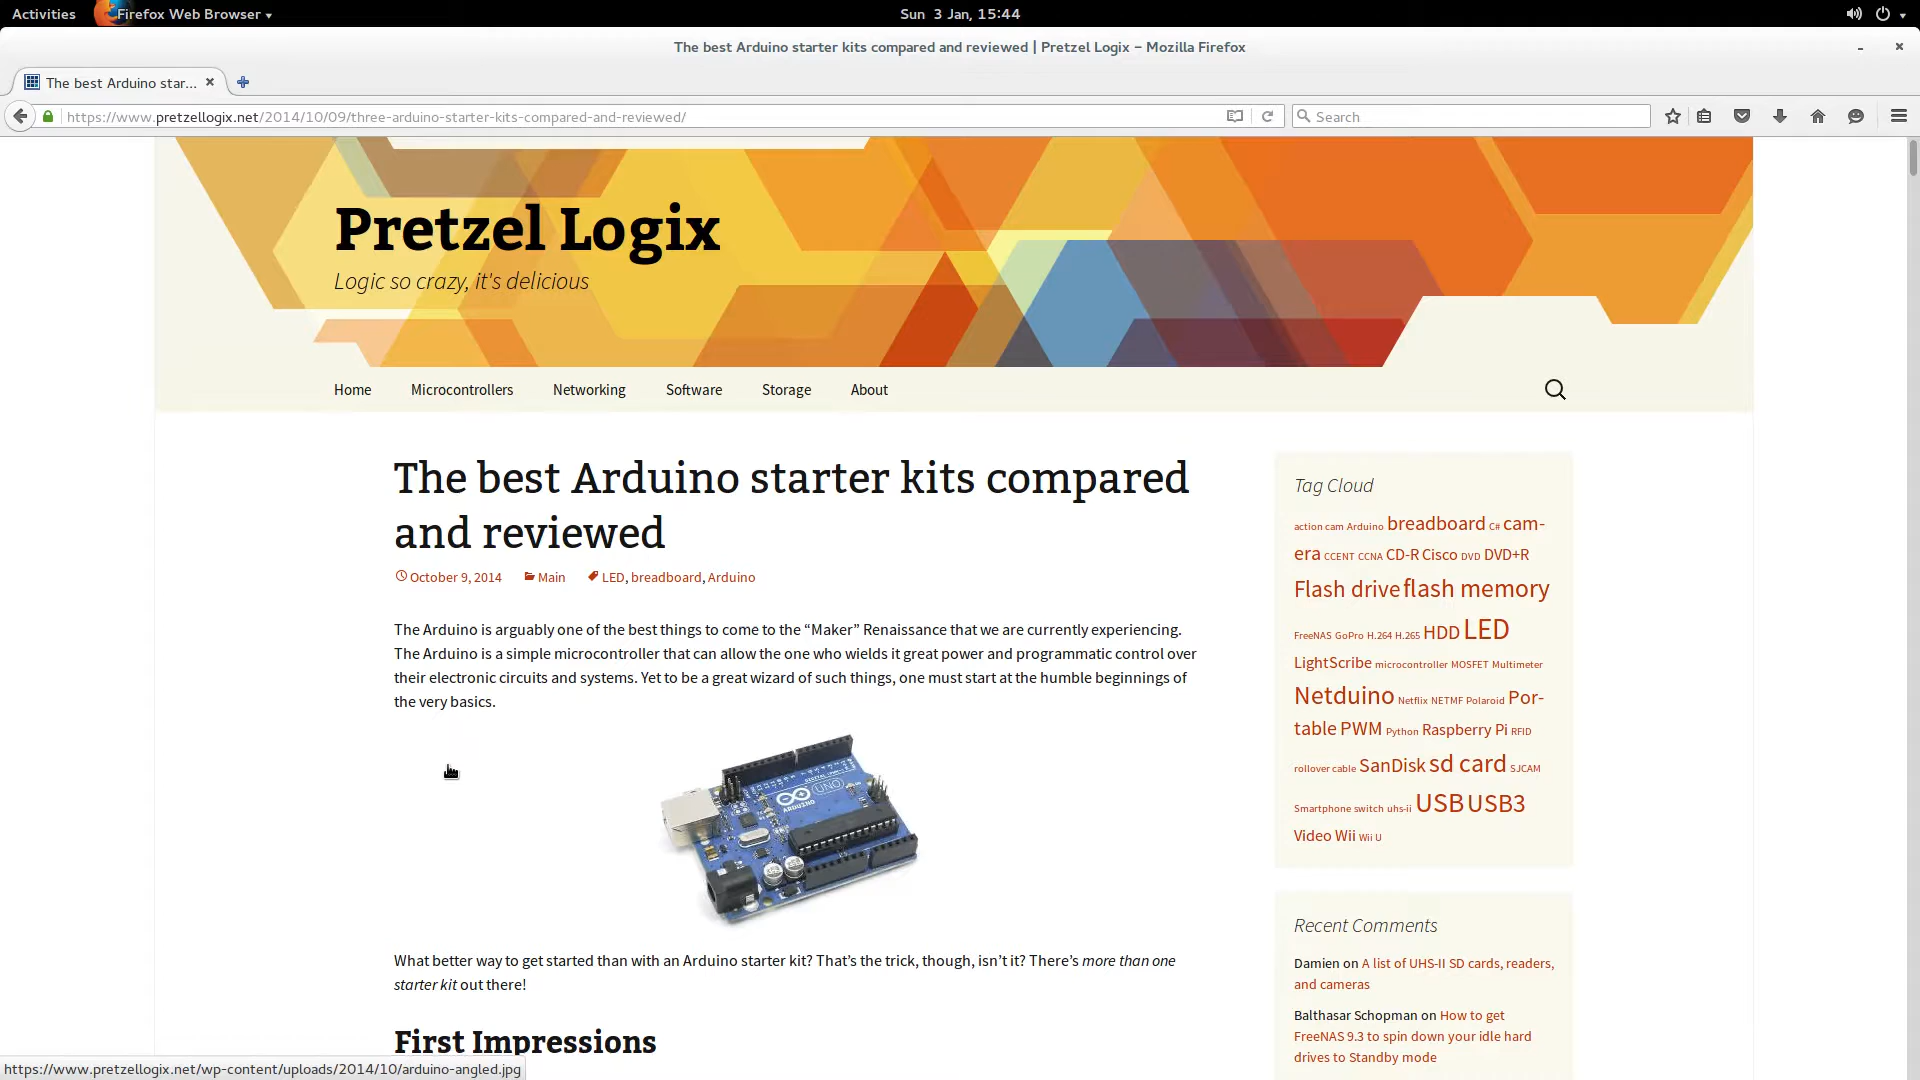 Activities
Firefox Web Browser
Sun 3 Jan, 15:44
The best Arduino starter kits compared and reviewed | Pretzel Logix - Mozilla Firefox
The best Arduino star...
https://www.pretzellogix.net/2014/10/09/three-arduino-starter-kits-compared-and-reviewed/
Search
Pretzel Logix
Logic so crazy, it's delicious
Home
Microcontrollers
Networking
Software
Storage
About
The best Arduino starter kits compared
and reviewed
October 9, 2014 Main LED, breadboard, Arduino
The Arduino is arguably one of the best things to come to the “Maker” Renaissance that we are currently experiencing.
The Arduino is a simple microcontroller that can allow the one who wields it great power and programmatic control over
their electronic circuits and systems. Yet to be a great wizard of such things, one must start at the humble beginnings of
the very basics.
ARDUINO
UNO
What better way to get started than with an Arduino starter kit? That’s the trick, though, isn’t it? There’s more than one
starter kit out there!
First Impressions
Tag Cloud
action cam Arduino breadboard C# cam-
era CCENT CCNA CD-R Cisco DVD DVD+R
Flash drive flash memory
FreeNAS GoPro H.264 H.265 HDD LED
LightScribe microcontroller MOSFET Multimeter
Netduino Netflix NETMF Polaroid Por-
table PWM Python Raspberry Pi RFID
rollover cable SanDisk sd card SJCAM
Smartphone switch uhs-ii USB USB3
Video Wii Wii U
Recent Comments
Damien on A list of UHS-II SD cards, readers,
and cameras
Balthasar Schopman on How to get
FreeNAS 9.3 to spin down your idle hard
drives to Standby mode
https://www.pretzellogix.net/wp-content/uploads/2014/10/arduino-angled.jpg